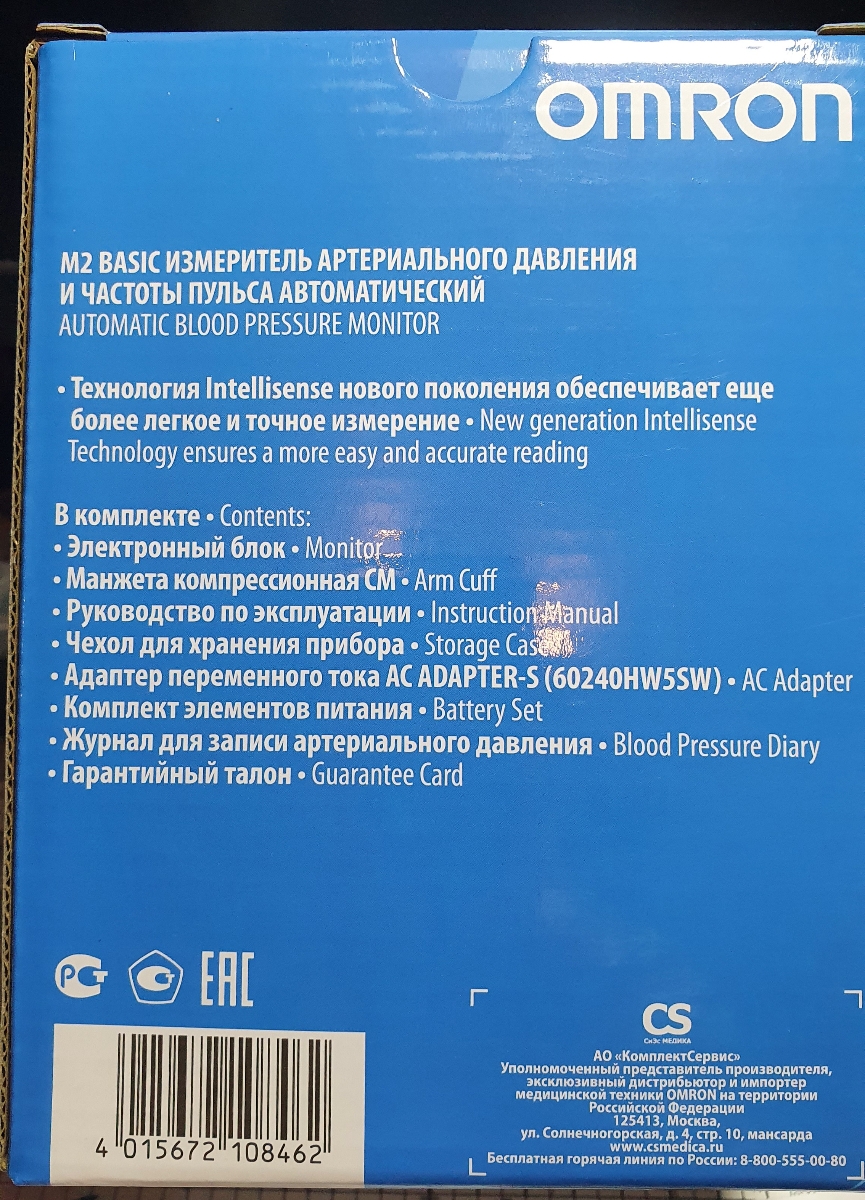 OMRON
M2 BASIC ИЗМЕРИТЕЛЬ АРТЕРИАЛЬНОГО ДАВЛЕНИЯ
И ЧАСТОТЫ ПУЛЬСА АВТОМАТИЧЕСКИЙ
AUTOMATIC BLOOD PRESSURE MONITOR
• Технология Intellisense нового поколения обеспечивает еще
более легкое и точное измерение • New generation Intellisense
Technology ensures a more easy and accurate reading
В комплекте • Contents:
• Электронный блок • Monitor
• Манжета компрессионная CM • Arm Cuff
• Руководство по эксплуатации • Instruction Manual
• Чехол для хранения прибора • Storage Case
• Адаптер переменного тока AC ADAPTER-S (60240HW5SW) • AC Adapter
• Комплект элементов питания • Battery Set
• Журнал для записи артериального давления • Blood Pressure Diary
• Гарантийный талон • Guarantee Card
РСТ ЕАС
CS
СиЭс МЕДИКА
АО «КомплектСервис»
Уполномоченный представитель производителя,
эксклюзивный дистрибьютор и импортер
медицинской техники OMRON на территории
Российской Федерации
125413, Москва,
ул. Солнечногорская, д. 4, стр. 10, мансарда
www.csmedica.ru
Бесплатная горячая линия по России: 8-800-555-00-80
4 015672 108462